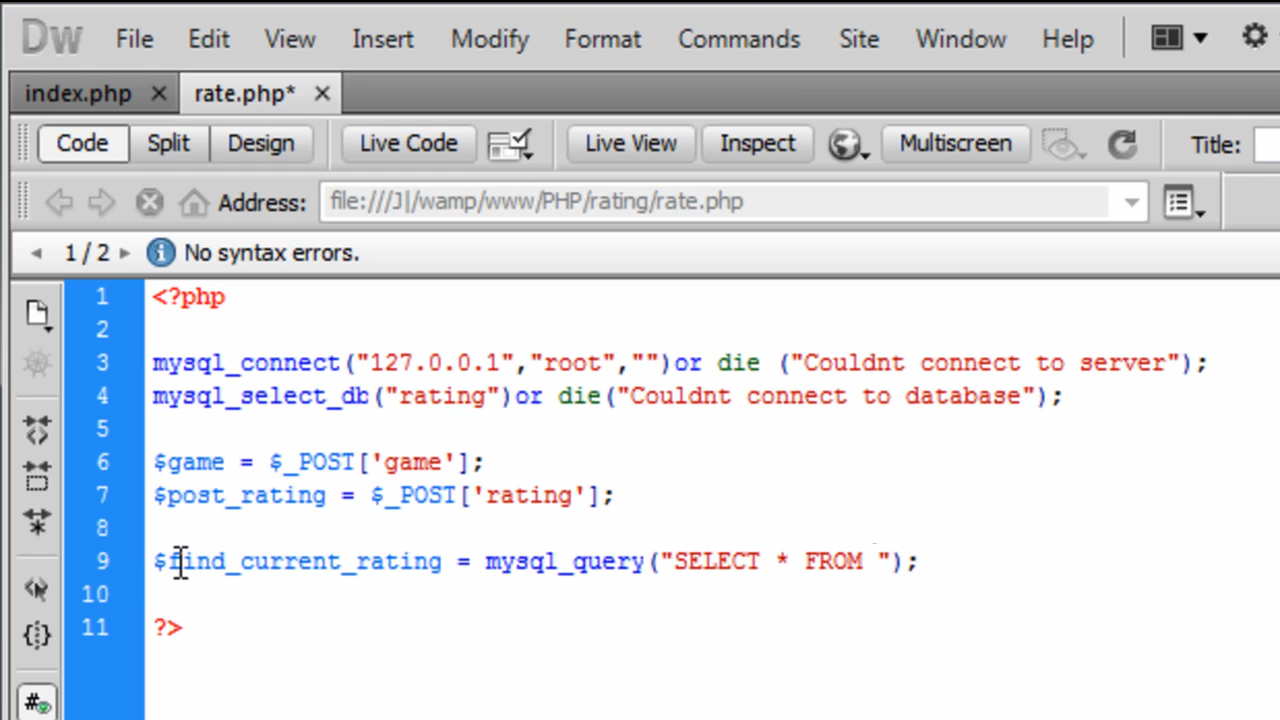 Dw File Edit View Insert Modify Format Commands Site Window Help
index.php rate.php*
Code Split Design Live Code Live View Inspect Multiscreen Title:
Address: file:///J|/wamp/www/PHP/rating/rate.php
1 / 2 No syntax errors.
1 <?php
2
3 mysql_connect("127.0.0.1","root","")or die ("Couldnt connect to server");
4 mysql_select_db("rating")or die("Couldnt connect to database");
5
6 $game = $_POST['game'];
7 $post_rating = $_POST['rating'];
8
9 $find_current_rating = mysql_query("SELECT * FROM ");
10
11 ?>